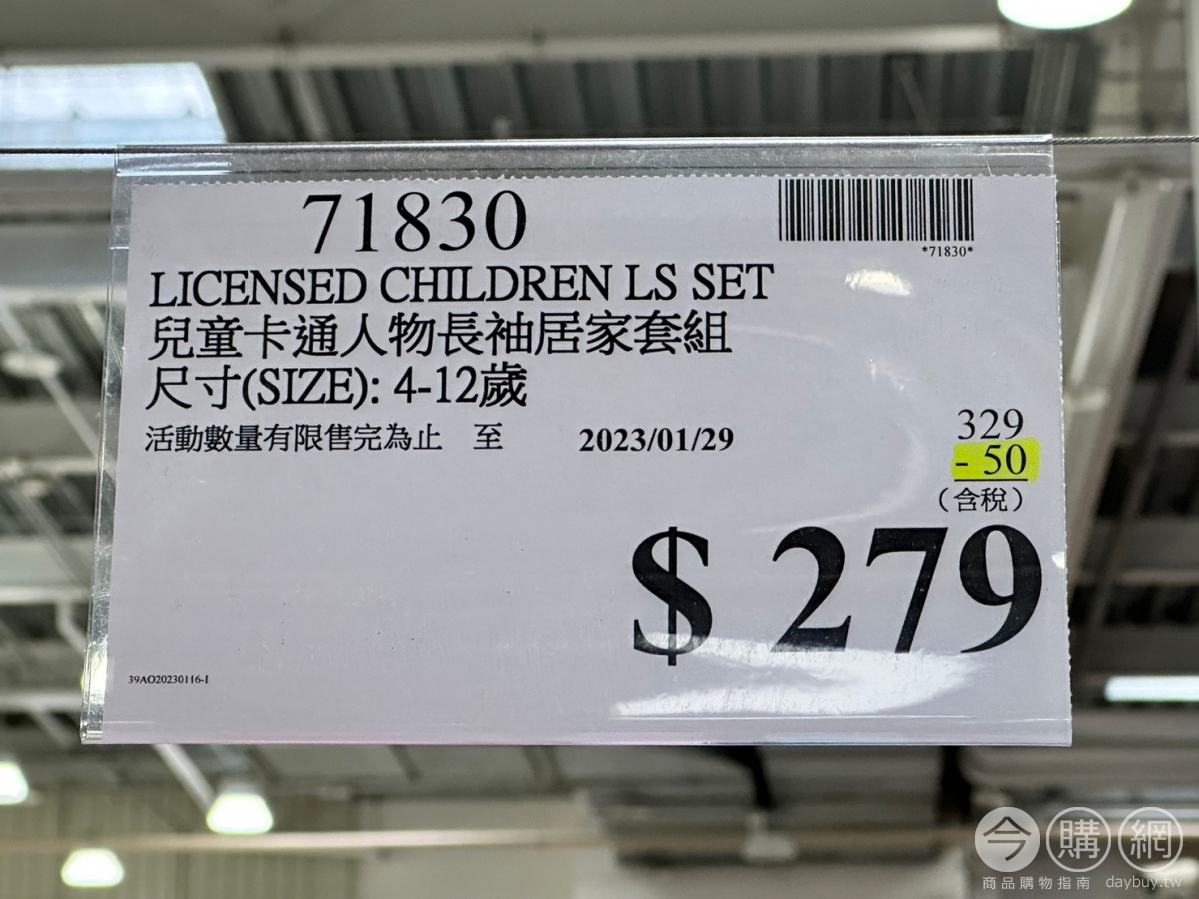 71830
*71830*
LICENSED CHILDREN LS SET
兒童卡通人物長袖居家套組
尺寸(SIZE): 4-12歲
活動數量有限售完為止 至 2023/01/29
329
- 50
(含稅)
$ 279
39AO20230116-1
今購網
商品購物指南 daybuy.tw